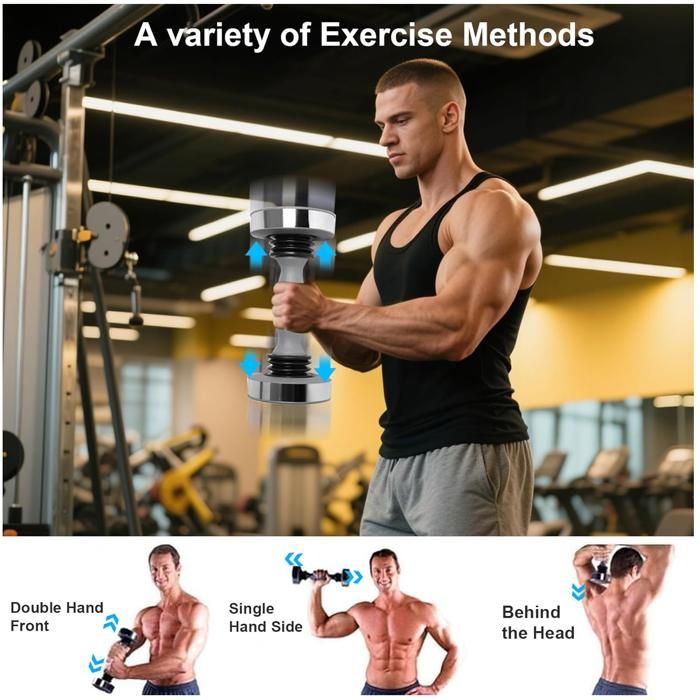 A variety of Exercise Methods
Double Hand
Front
Single
Hand Side
Behind
the Head